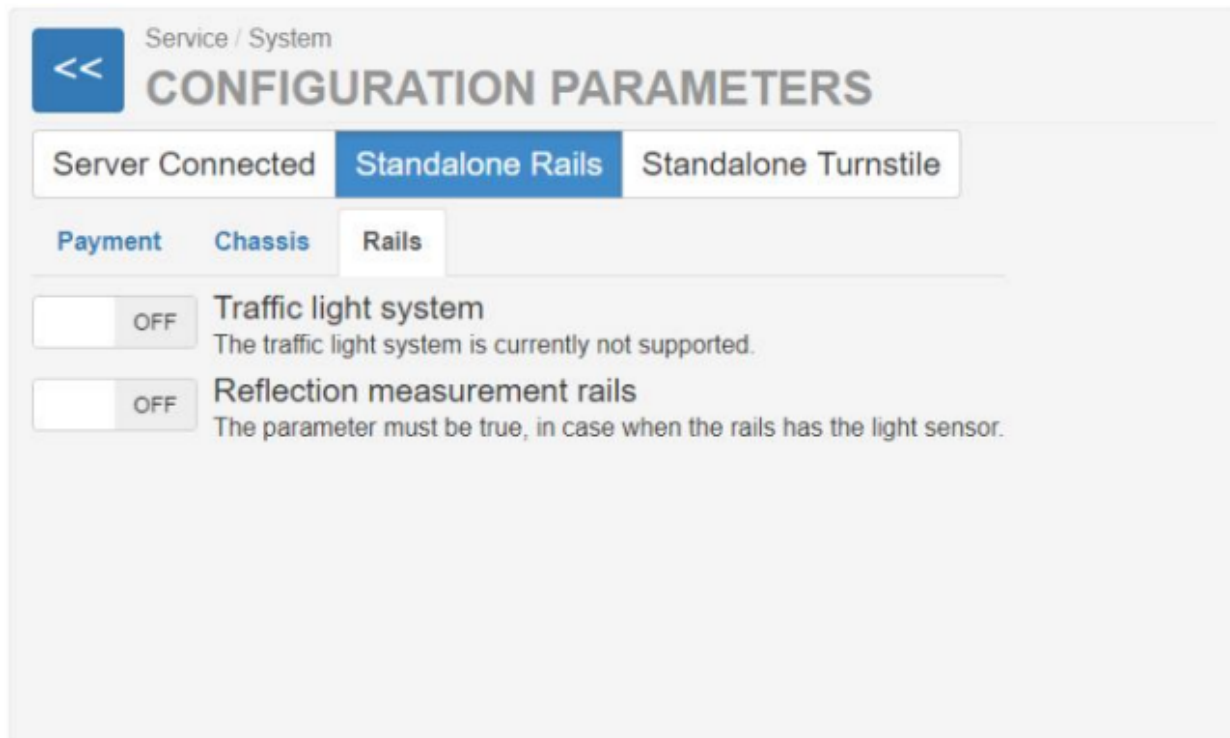 <<
Service / System
CONFIGURATION PARAMETERS
Server Connected Standalone Rails Standalone Turnstile
Payment Chassis Rails
OFF Traffic light system
The traffic light system is currently not supported.
OFF Reflection measurement rails
The parameter must be true, in case when the rails has the light sensor.